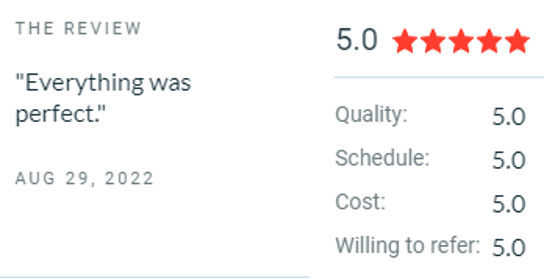 THE REVIEW
"Everything was
perfect."
AUG 29, 2022
5.0
Quality: 5.0
Schedule: 5.0
Cost: 5.0
Willing to refer: 5.0